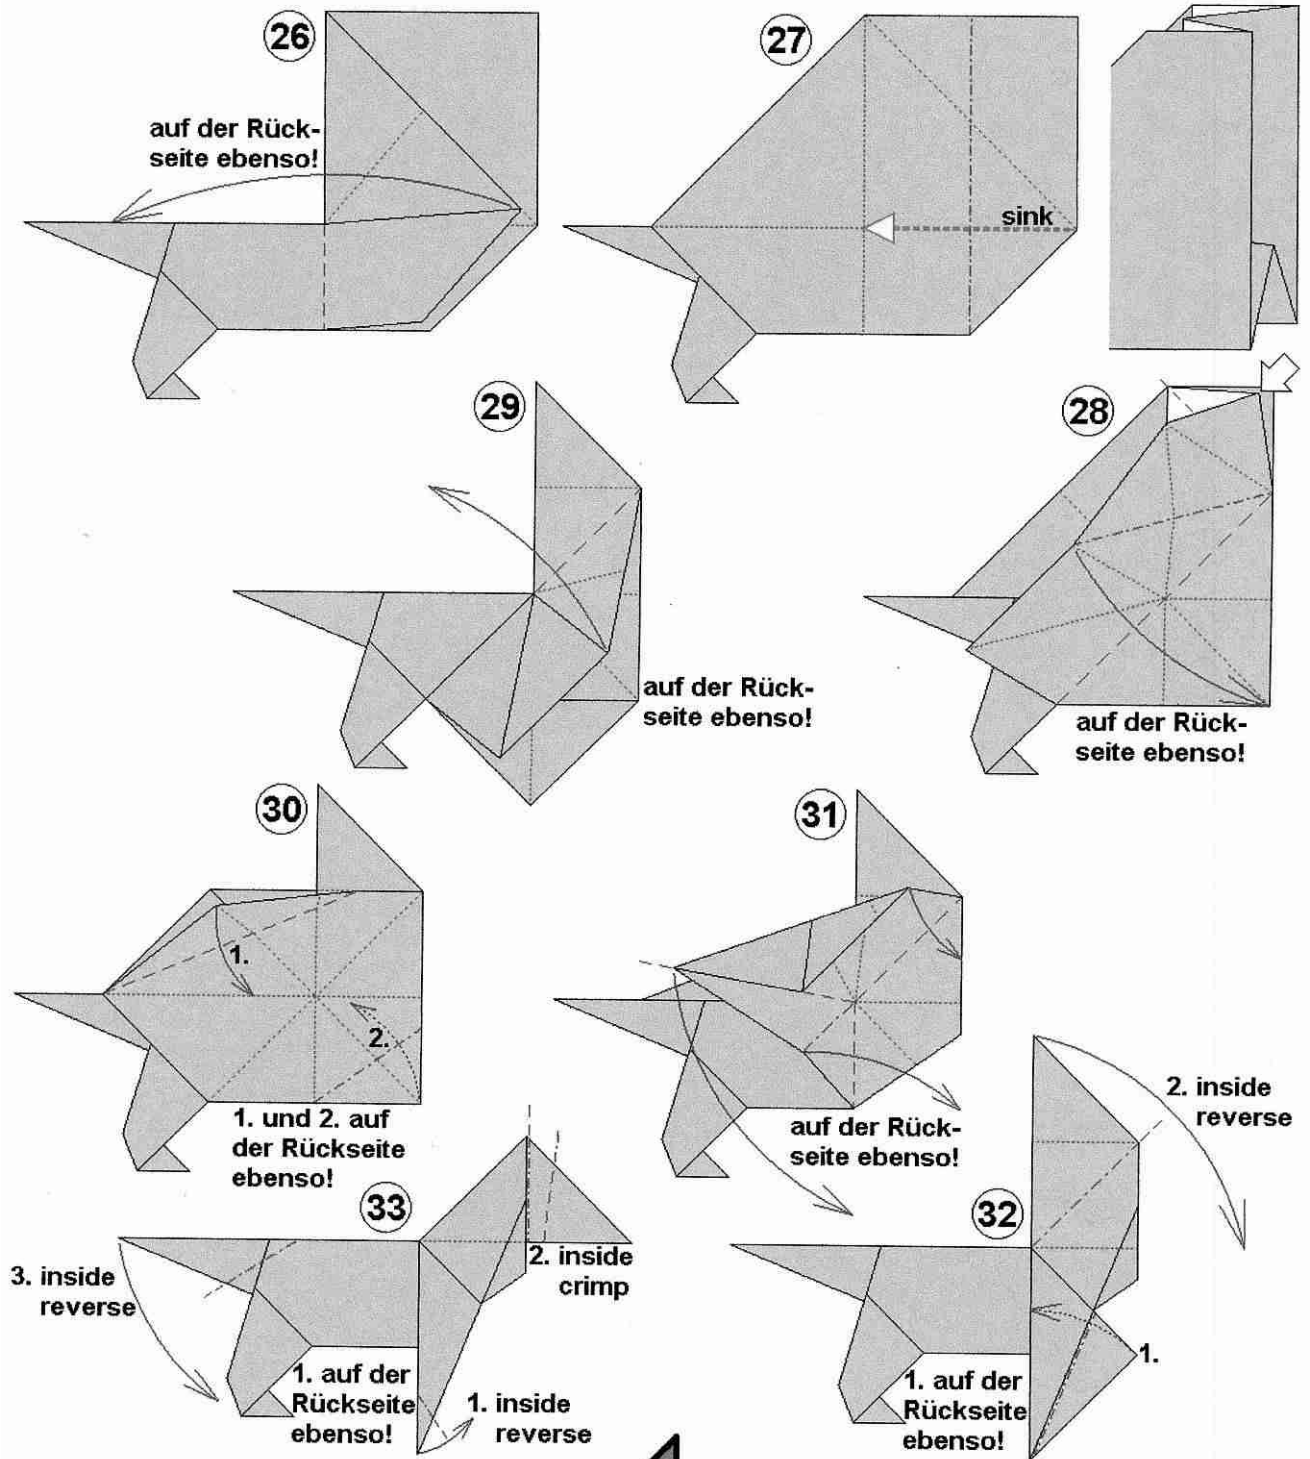 26
auf der Rück-
seite ebenso!
27
sink
29
auf der Rück-
seite ebenso!
28
auf der Rück-
seite ebenso!
30
1.
2.
1. und 2. auf
der Rückseite
ebenso!
31
auf der Rück-
seite ebenso!
33
3. inside
reverse
2. inside
crimp
1. auf der
Rückseite
ebenso!
1. inside
reverse
32
2. inside
reverse
1.
1. auf der
Rückseite
ebenso!